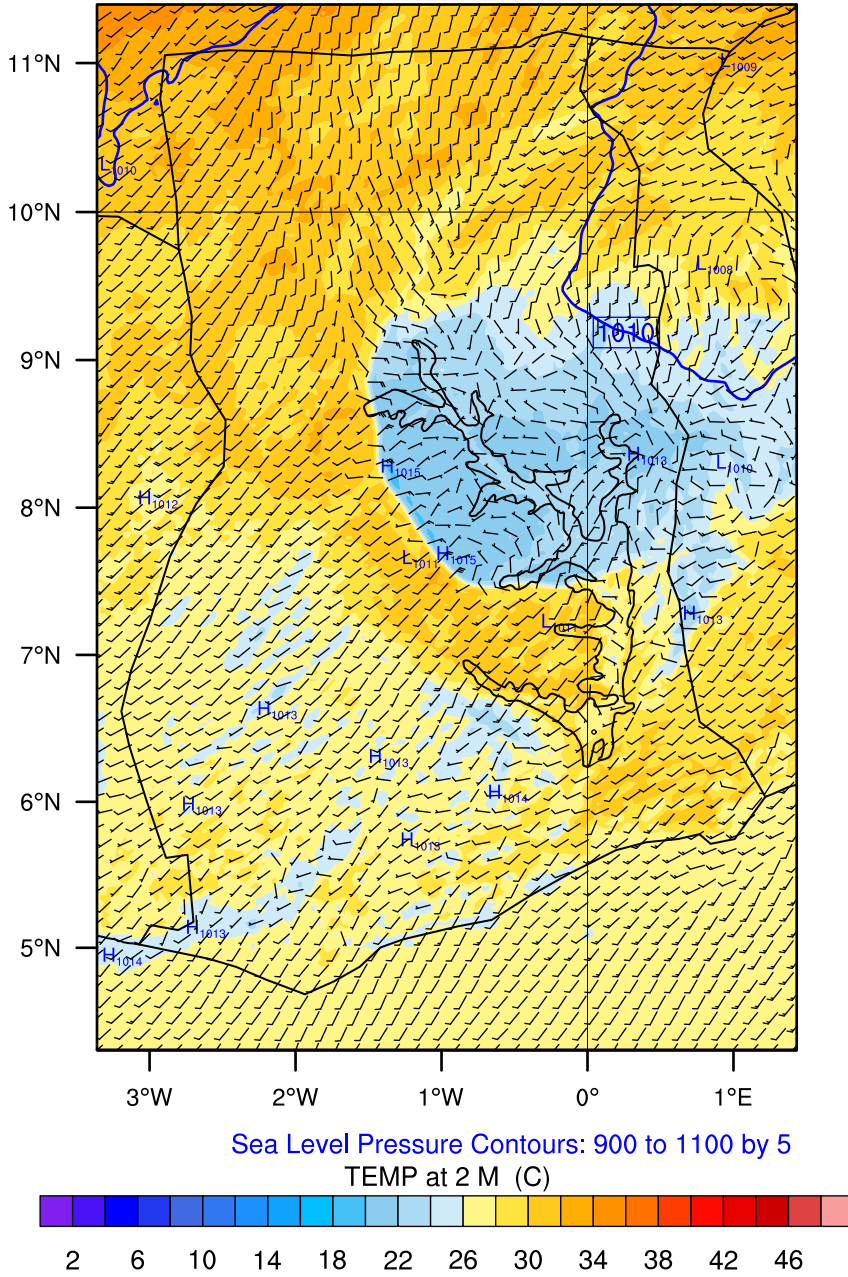 11°N
L1009
L1010
10°N
L1008
1010
9°N
H1015
H1013
L1010
H1012
8°N
L1011
H1015
H1013
7°N
H1013
H1013
6°N
H1013
H1014
H1013
5°N
H1013
H1014
3°W 2°W 1°W 0° 1°E
Sea Level Pressure Contours: 900 to 1100 by 5
TEMP at 2 M (C)
2 6 10 14 18 22 26 30 34 38 42 46